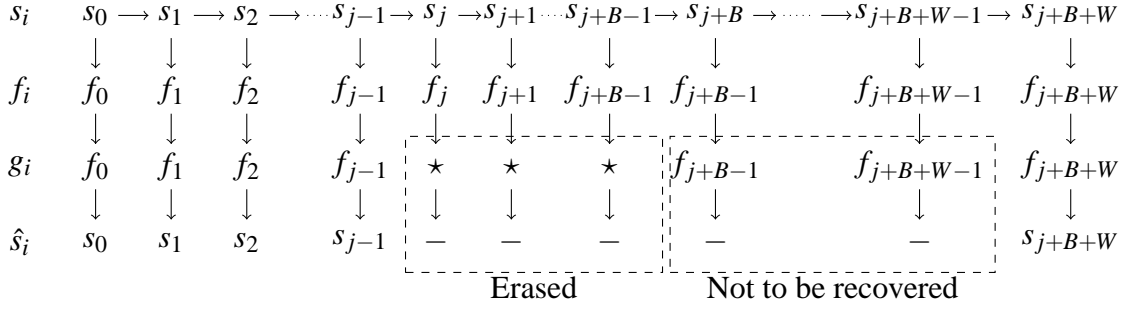 s_i s_0 → s_1 → s_2 → ····· s_{j−1} → s_j → s_{j+1} ····· s_{j+B−1} → s_{j+B} → ······ s_{j+B+W−1} → s_{j+B+W}
f_i f_0 f_1 f_2 f_{j−1} f_j f_{j+1} f_{j+B−1} f_{j+B−1} f_{j+B+W−1} f_{j+B+W}
g_i f_0 f_1 f_2 f_{j−1} ⋆ ⋆ ⋆ f_{j+B−1} f_{j+B+W−1} f_{j+B+W}
ŝ_i s_0 s_1 s_2 s_{j−1} − − − − − s_{j+B+W}
Erased Not to be recovered